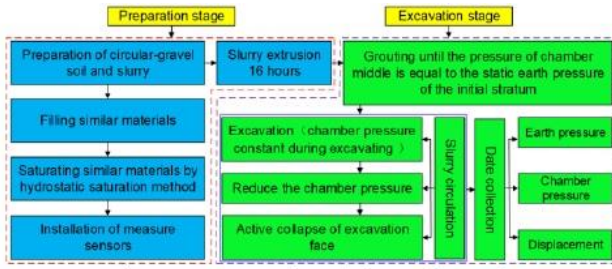 Preparation stage
Excavation stage
Preparation of circular-gravel
soil and slurry
Slurry extrusion
16 hours
Grouting until the pressure of chamber
middle is equal to the static earth pressure
of the initial stratum
Filling similar materials
Saturating similar materials by
hydrostatic saturation method
Installation of measure
sensors
Excavation（chamber pressure
constant during excavating ）
Reduce the chamber pressure
Active collapse of excavation
face
Slurry circulation
Date collection
Earth pressure
Chamber
pressure
Displacement